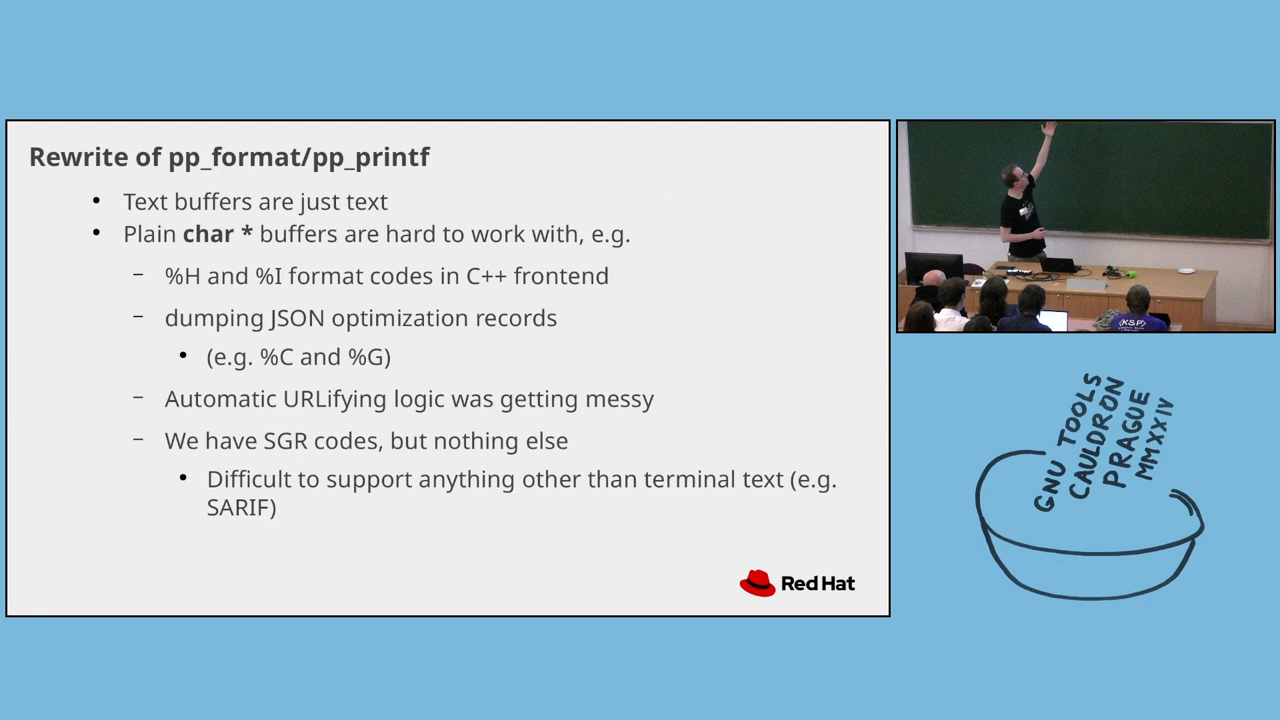 Rewrite of pp_format/pp_printf
Text buffers are just text
Plain char * buffers are hard to work with, e.g.
%H and %I format codes in C++ frontend
dumping JSON optimization records
(e.g. %C and %G)
Automatic URLifying logic was getting messy
We have SGR codes, but nothing else
Difficult to support anything other than terminal text (e.g.
SARIF)
Red Hat
(KSP)
GNU TOOLS
CAULDRON
PRAGUE
MMXXIV